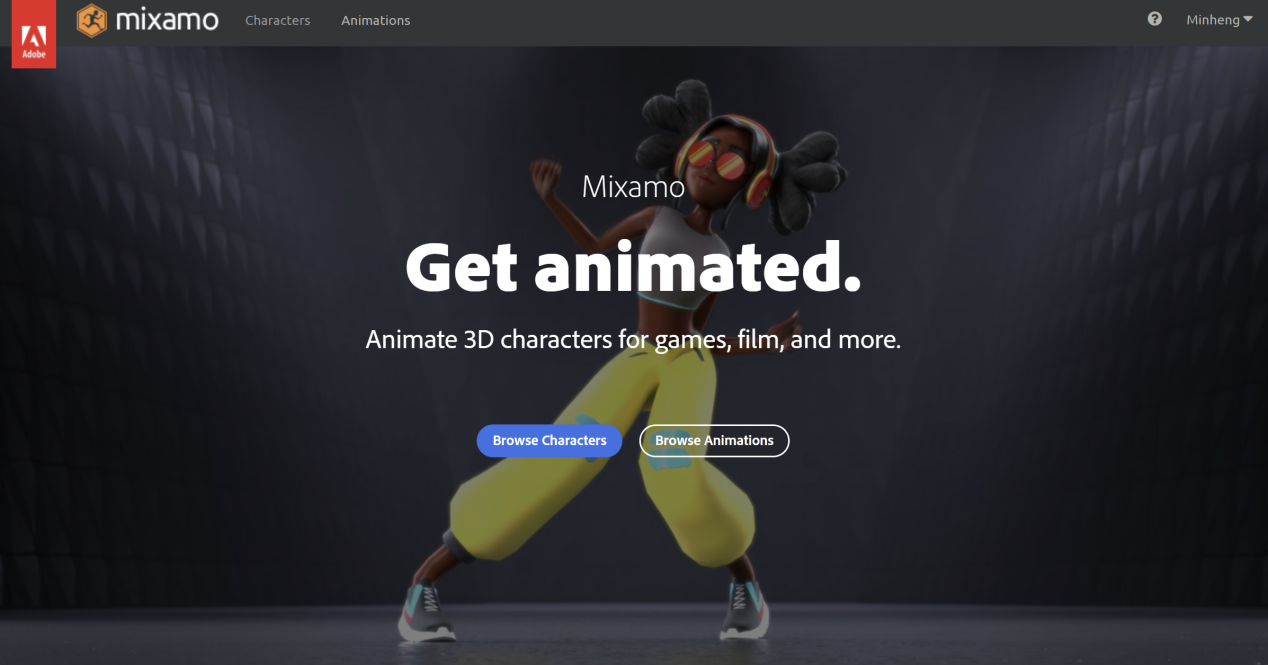 Adobe
mixamo
Characters
Animations
?
Minheng
Mixamo
Get animated.
Animate 3D characters for games, film, and more.
Browse Characters
Browse Animations